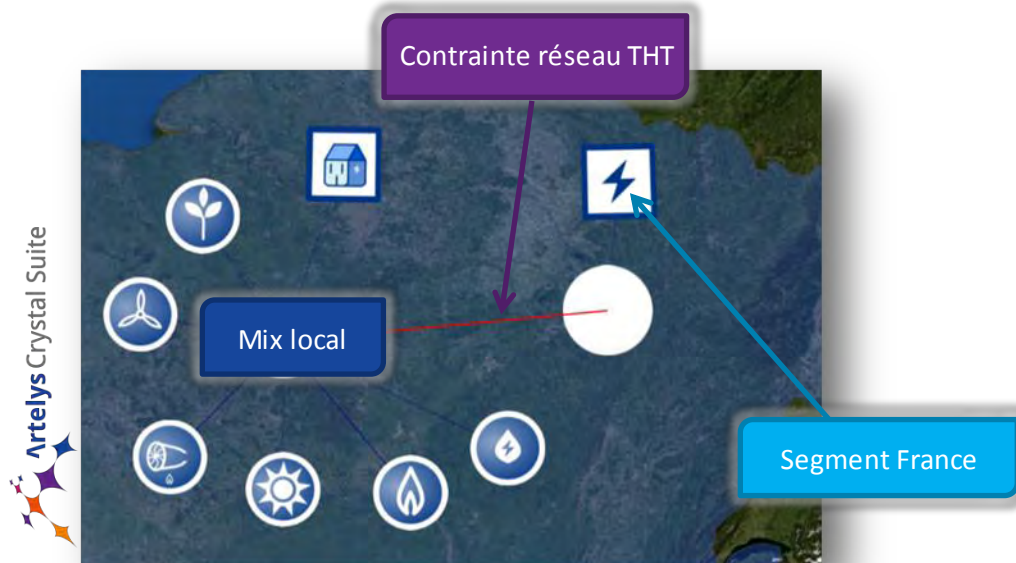 Contrainte réseau THT
Mix local
Segment France
Artelys Crystal Suite